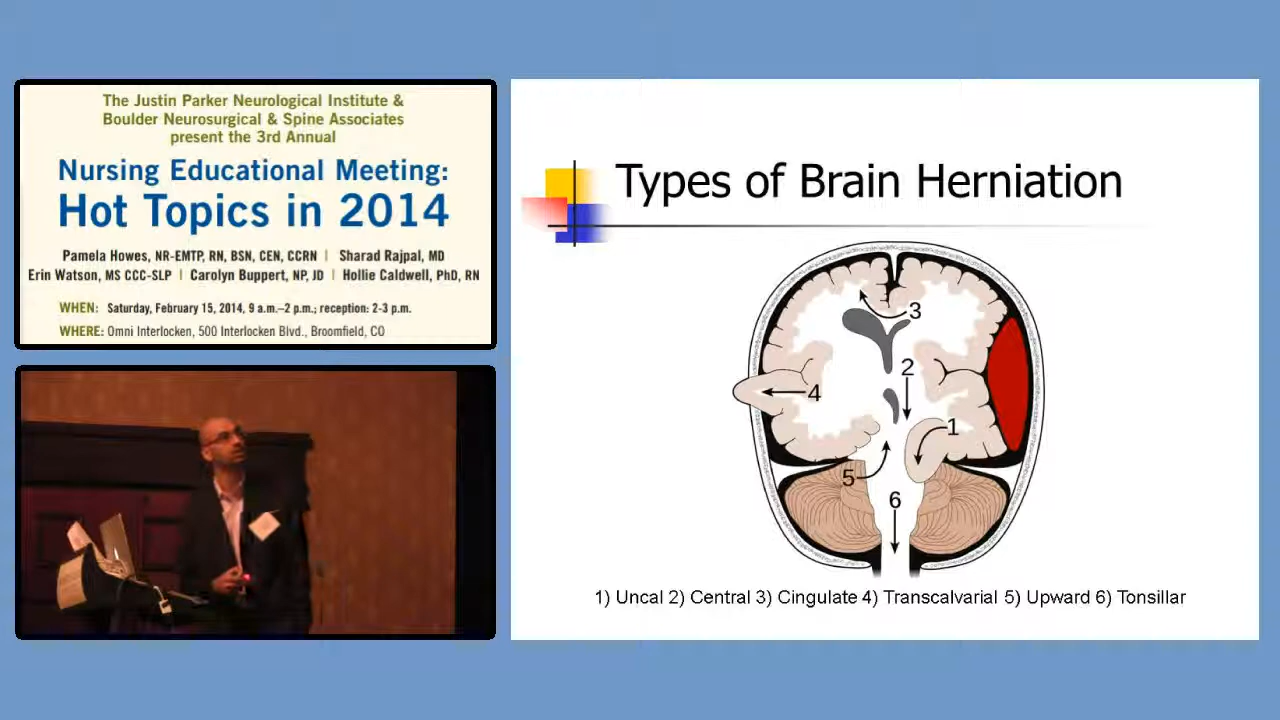 The Justin Parker Neurological Institute &
Boulder Neurosurgical & Spine Associates
present the 3rd Annual
Nursing Educational Meeting:
Hot Topics in 2014
Pamela Howes, NR-EMTP, RN, BSN, CEN, CCRN | Sharad Rajpal, MD
Erin Watson, MS CCC-SLP | Carolyn Buppert, NP, JD | Hollie Caldwell, PhD, RN
WHEN: Saturday, February 15, 2014, 9 a.m.–2 p.m.; reception: 2-3 p.m.
WHERE: Omni Interlocken, 500 Interlocken Blvd., Broomfield, CO
Types of Brain Herniation
3
2
4
1
5
6
1) Uncal 2) Central 3) Cingulate 4) Transcalvarial 5) Upward 6) Tonsillar